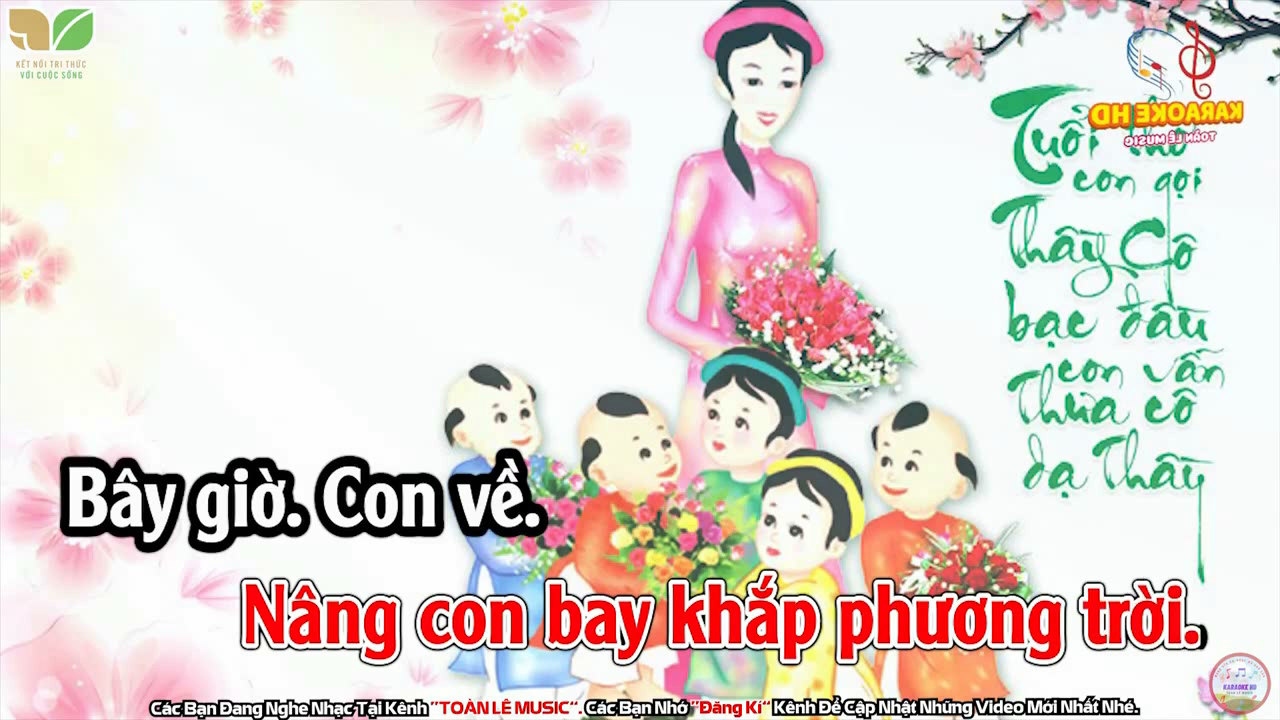 KẾT NỐI TRI THỨC
VỚI CUỘC SỐNG
KARAOKE HD
TOÀN LÊ MUSIC
Tuổi thơ
con gọi
Thầy Cô
bạc đầu
con vẫn
Thưa cô
dạ Thầy
Bây giờ. Con về.
Nâng con bay khắp phương trời.
KARAOKE HD
Các Bạn Đang Nghe Nhạc Tại Kênh "TOÀN LÊ MUSIC". Các Bạn Nhớ "Đăng Kí" Kênh Để Cập Nhật Những Video Mới Nhất Nhé.